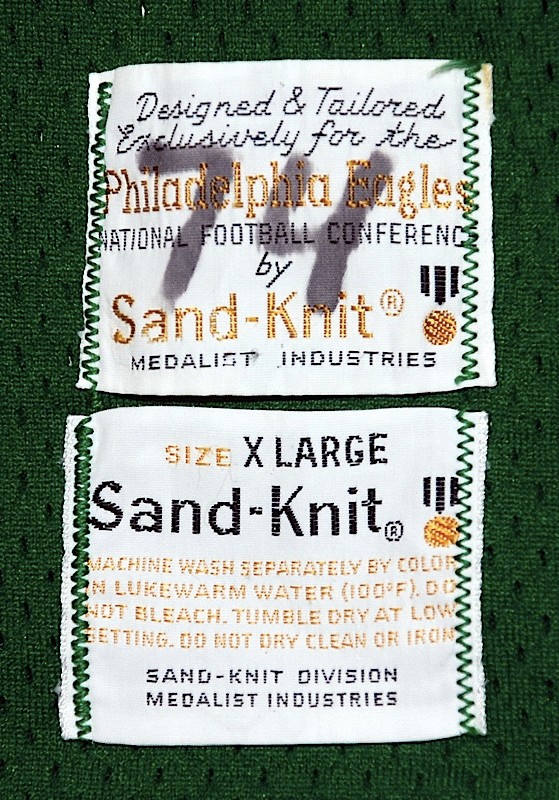 Designed & Tailored
Exclusively for the
Philadelphia Eagles
NATIONAL FOOTBALL CONFERENC
by
Sand-Knit®
MEDALIST INDUSTRIES
74
SIZE X LARGE
Sand-Knit®
MACHINE WASH SEPARATELY BY COLOR
IN LUKEWARM WATER (100°F). DO
NOT BLEACH. TUMBLE DRY AT LOW
SETTING. DO NOT DRY CLEAN OR IRON
SAND-KNIT DIVISION
MEDALIST INDUSTRIES